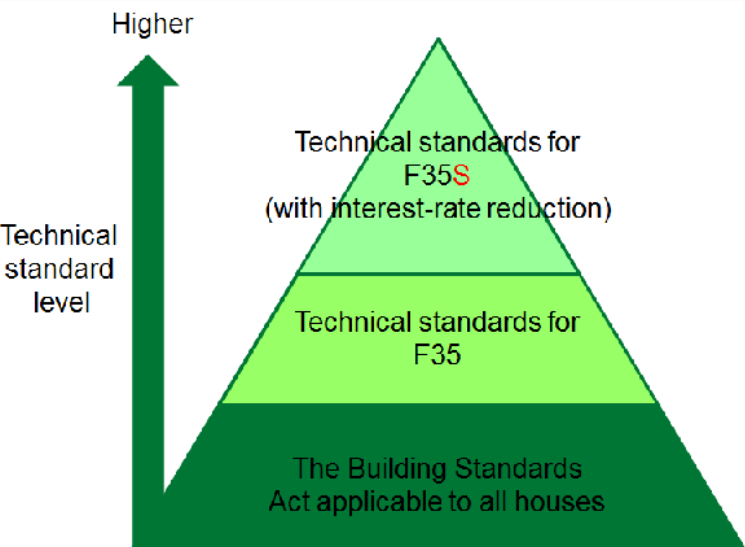 Higher
Technical
standard
level
Technical standards for
F35S
(with interest-rate reduction)
Technical standards for
F35
The Building Standards
Act applicable to all houses